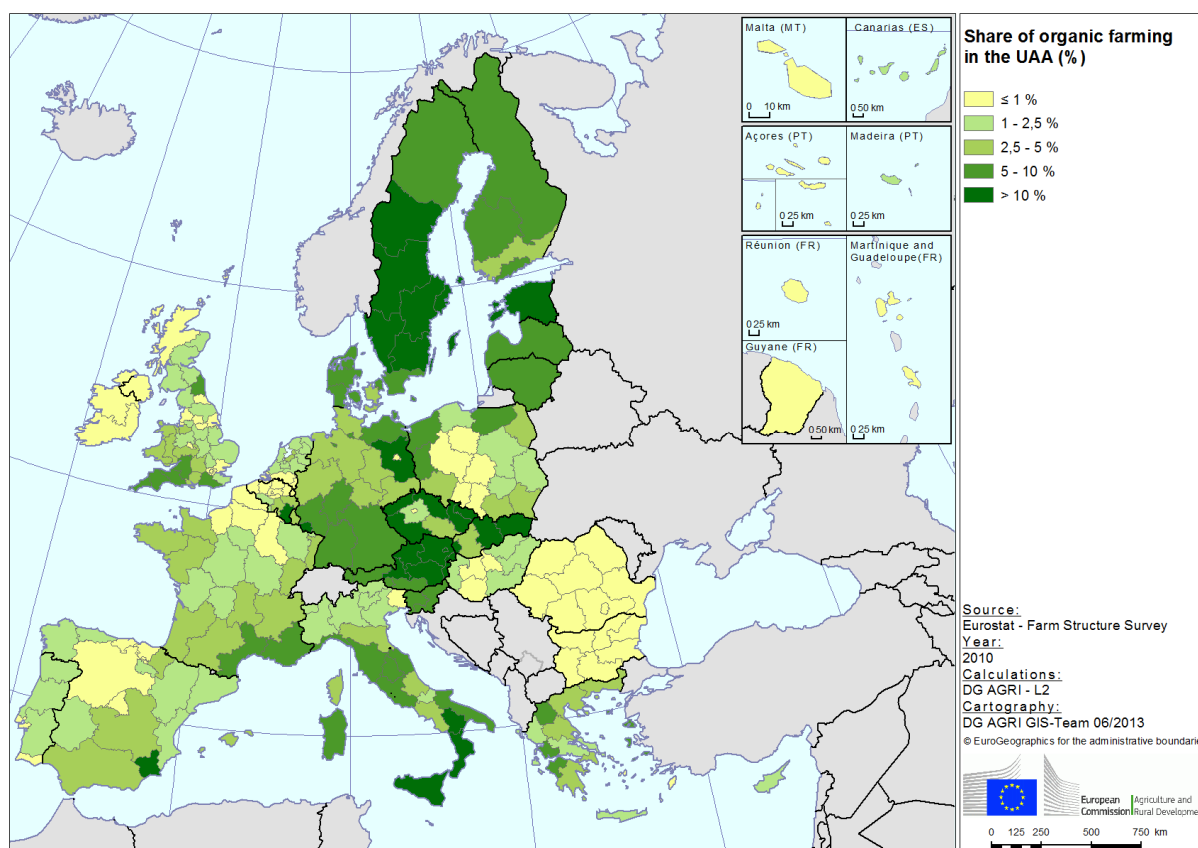 Malta (MT)
0 10 km
Canarias (ES)
0 50 km
Açores (PT)
0 25 km
Madeira (PT)
0 25 km
Réunion (FR)
0 25 km
Martinique and
Guadeloupe(FR)
0 25 km
Guyane (FR)
0 50 km
Share of organic farming
in the UAA (%)
≤ 1 %
1 - 2,5 %
2,5 - 5 %
5 - 10 %
> 10 %
Source:
Eurostat - Farm Structure Survey
Year:
2010
Calculations:
DG AGRI - L2
Cartography:
DG AGRI GIS-Team 06/2013
© EuroGeographics for the administrative boundarie
European
Commission
Agriculture and
Rural Developme
0 125 250 500 750 km